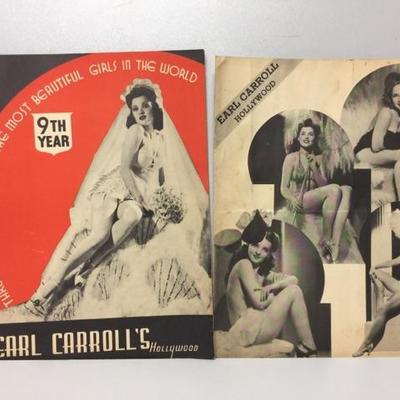 THE MOST BEAUTIFUL GIRLS IN THE WORLD
9TH
YEAR
EARL CARROLL'S HOLLYWOOD
EARL CARROLL
HOLLYWOOD